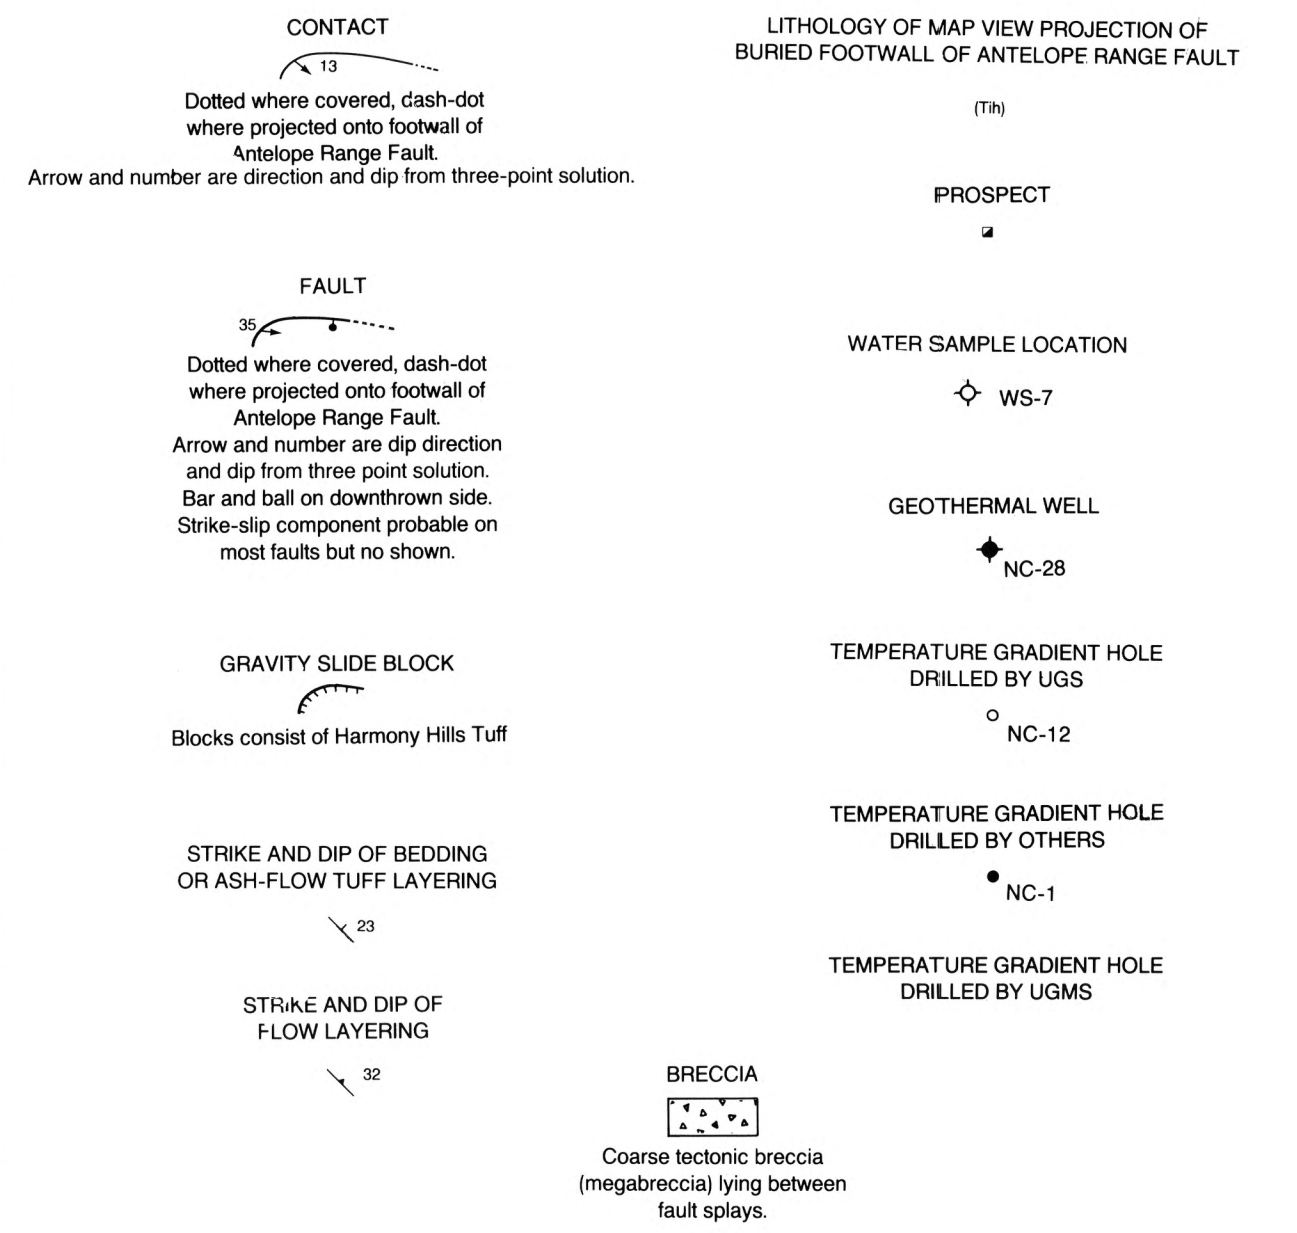 CONTACT
13
Dotted where covered, dash-dot
where projected onto footwall of
Antelope Range Fault.
Arrow and number are direction and dip from three-point solution.
FAULT
35
Dotted where covered, dash-dot
where projected onto footwall of
Antelope Range Fault.
Arrow and number are dip direction
and dip from three point solution.
Bar and ball on downthrown side.
Strike-slip component probable on
most faults but no shown.
GRAVITY SLIDE BLOCK
Blocks consist of Harmony Hills Tuff
STRIKE AND DIP OF BEDDING
OR ASH-FLOW TUFF LAYERING
23
STRIKE AND DIP OF
FLOW LAYERING
32
LITHOLOGY OF MAP VIEW PROJECTION OF
BURIED FOOTWALL OF ANTELOPE RANGE FAULT
(Tih)
PROSPECT
WATER SAMPLE LOCATION
WS-7
GEOTHERMAL WELL
NC-28
TEMPERATURE GRADIENT HOLE
DRILLED BY UGS
NC-12
TEMPERATURE GRADIENT HOLE
DRILLED BY OTHERS
NC-1
TEMPERATURE GRADIENT HOLE
DRILLED BY UGMS
BRECCIA
Coarse tectonic breccia
(megabreccia) lying between
fault splays.